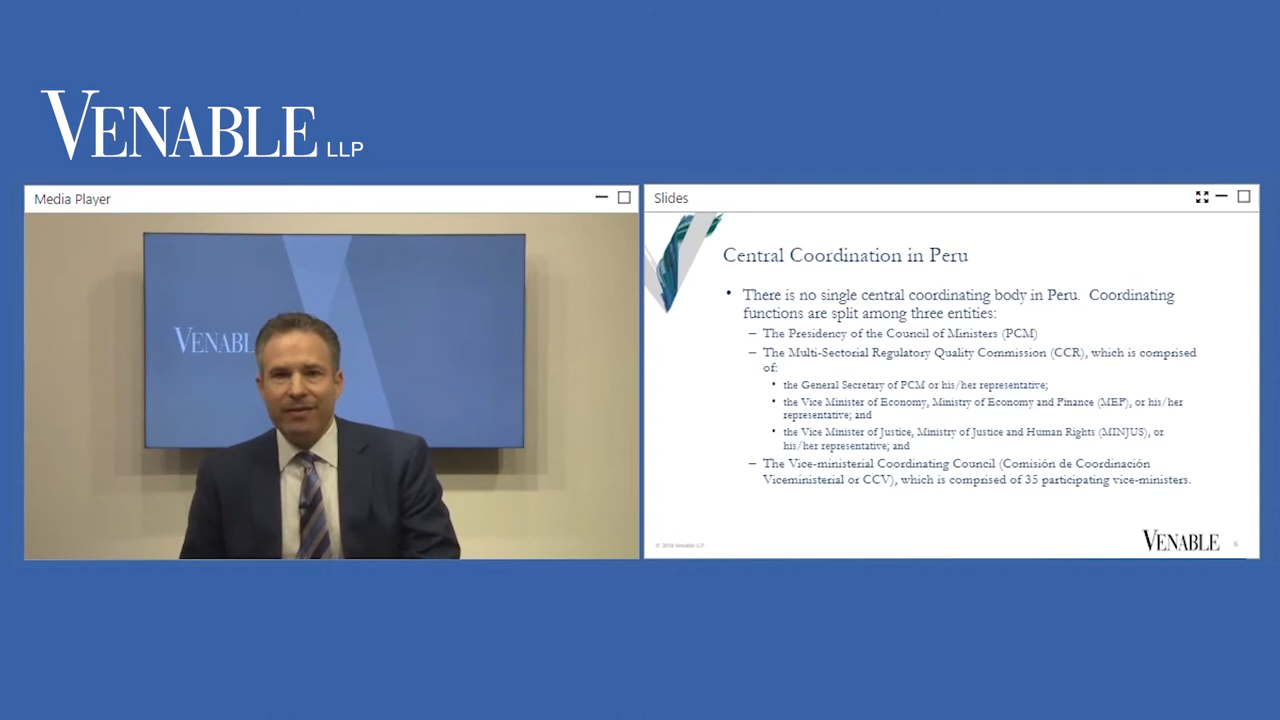 VENABLE LLP
Media Player
VENABL
Slides
Central Coordination in Peru
• There is no single central coordinating body in Peru. Coordinating
functions are split among three entities:
– The Presidency of the Council of Ministers (PCM)
– The Multi-Sectorial Regulatory Quality Commission (CCR), which is comprised
of:
• the General Secretary of PCM or his/her representative;
• the Vice Minister of Economy, Ministry of Economy and Finance (MEF), or his/her
representative; and
• the Vice Minister of Justice, Ministry of Justice and Human Rights (MINJUS), or
his/her representative; and
– The Vice-ministerial Coordinating Council (Comisión de Coordinación
Viceministerial or CCV), which is comprised of 35 participating vice-ministers.
© 2018 Venable LLP
VENABLE
6